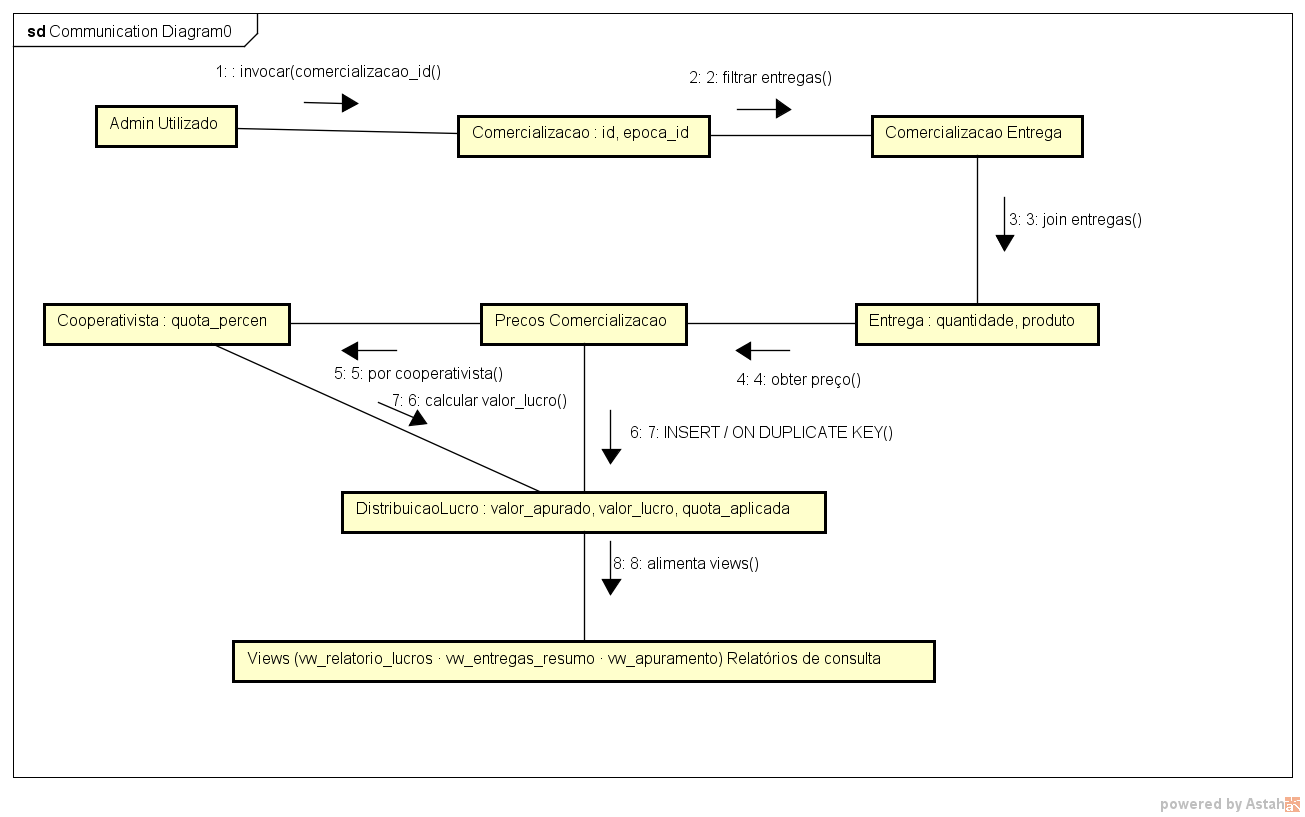 sd Communication Diagram0
1: : invocar(comercializacao_id()
2: 2: filtrar entregas()
Admin Utilizado
Comercializacao : id, epoca_id
Comercializacao Entrega
3: 3: join entregas()
Cooperativista : quota_percen
Precos Comercializacao
Entrega : quantidade, produto
5: 5: por cooperativista()
4: 4: obter preço()
7: 6: calcular valor_lucro()
6: 7: INSERT / ON DUPLICATE KEY()
DistribuicaoLucro : valor_apurado, valor_lucro, quota_aplicada
8: 8: alimenta views()
Views (vw_relatorio_lucros · vw_entregas_resumo · vw_apuramento) Relatórios de consulta
powered by Astah